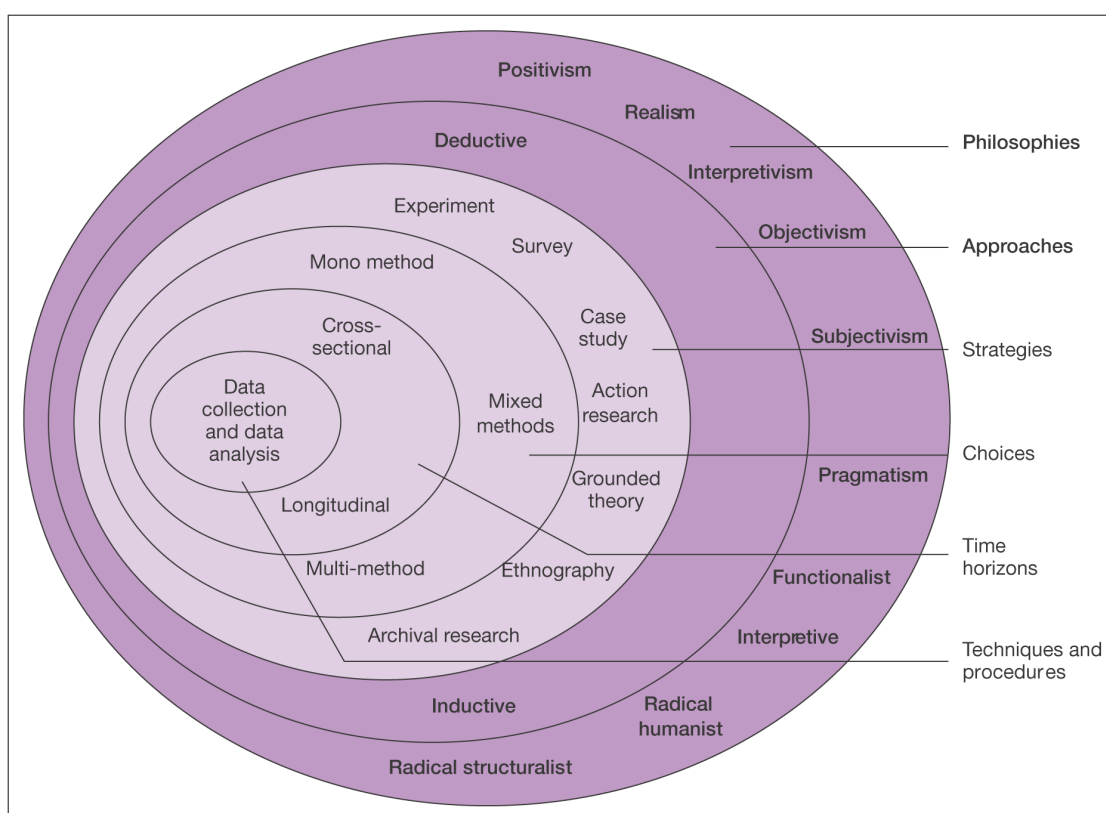 Positivism
Realism
Philosophies
Deductive
Interpretivism
Experiment
Objectivism
Survey
Approaches
Mono method
Case
study
Cross-
sectional
Subjectivism
Strategies
Data
collection
and data
analysis
Mixed
methods
Action
research
Choices
Grounded
theory
Pragmatism
Longitudinal
Time
horizons
Multi-method
Ethnography
Functionalist
Archival research
Interpretive
Techniques and
procedures
Inductive
Radical
humanist
Radical structuralist